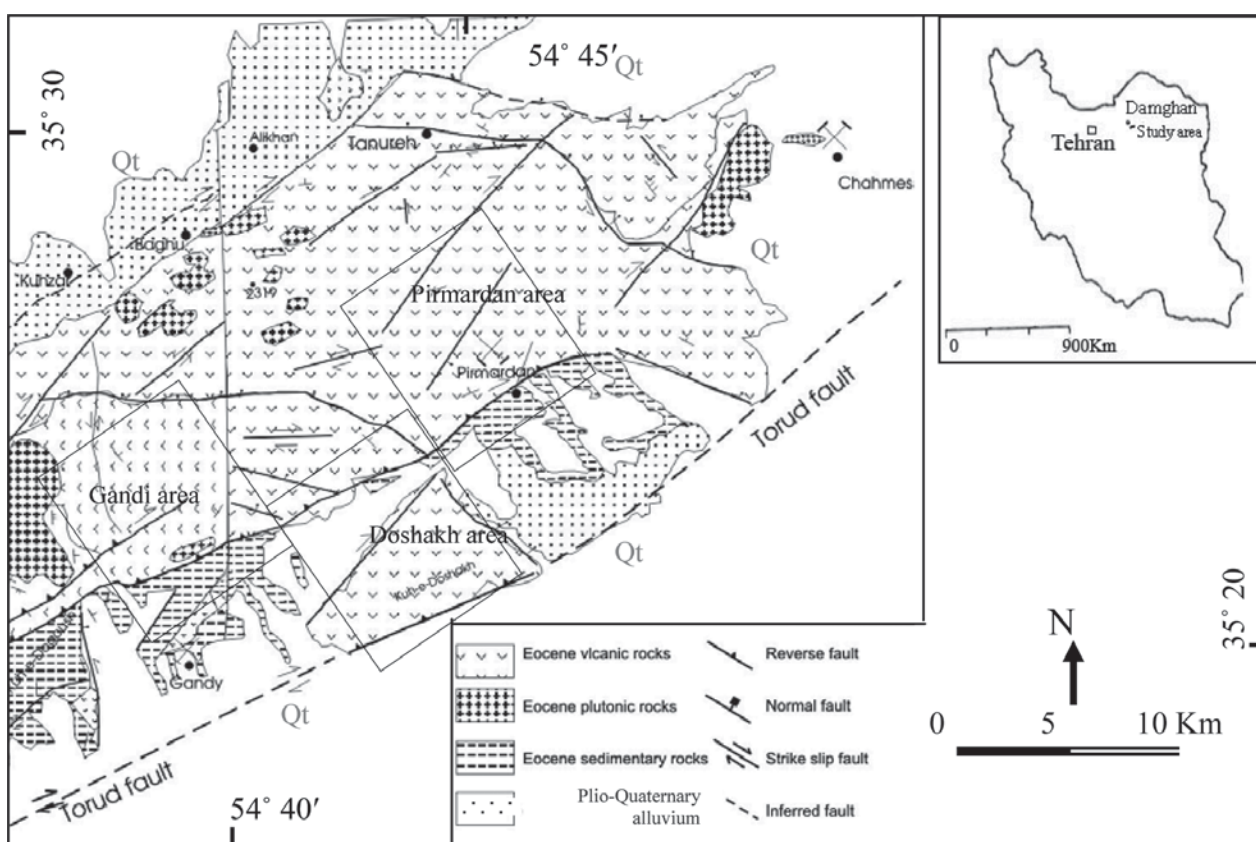 54° 45′
Qt
35° 30
Alikhan
Tanureh
Damghan
Study area
Tehran
Chahmes
Qt
Baghu
Qt
2319
Pirmardan area
0 900Km
Pirmardan
Torud fault
Gandi area
Doshakh area
Kuh-e-Doshakh
Qt
35° 20
N
Gandy
Qt
Eocene vlcanic rocks
Reverse fault
Eocene plutonic rocks
Normal fault
0 5 10 Km
Eocene sedimentary rocks
Strike slip fault
Torud fault
54° 40′
Plio-Quaternary
alluvium
Inferred fault